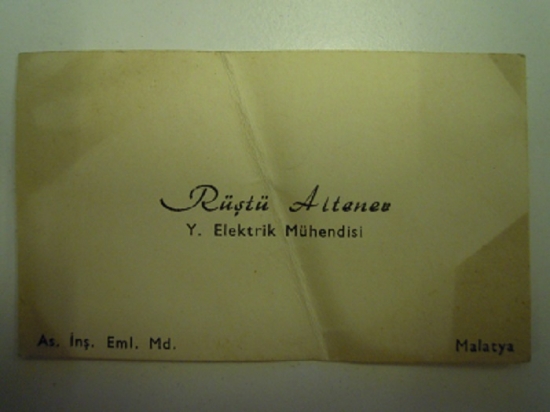 Rüştü Altaner
Y. Elektrik Mühendisi
As. İnş. Eml. Md.
Malatya